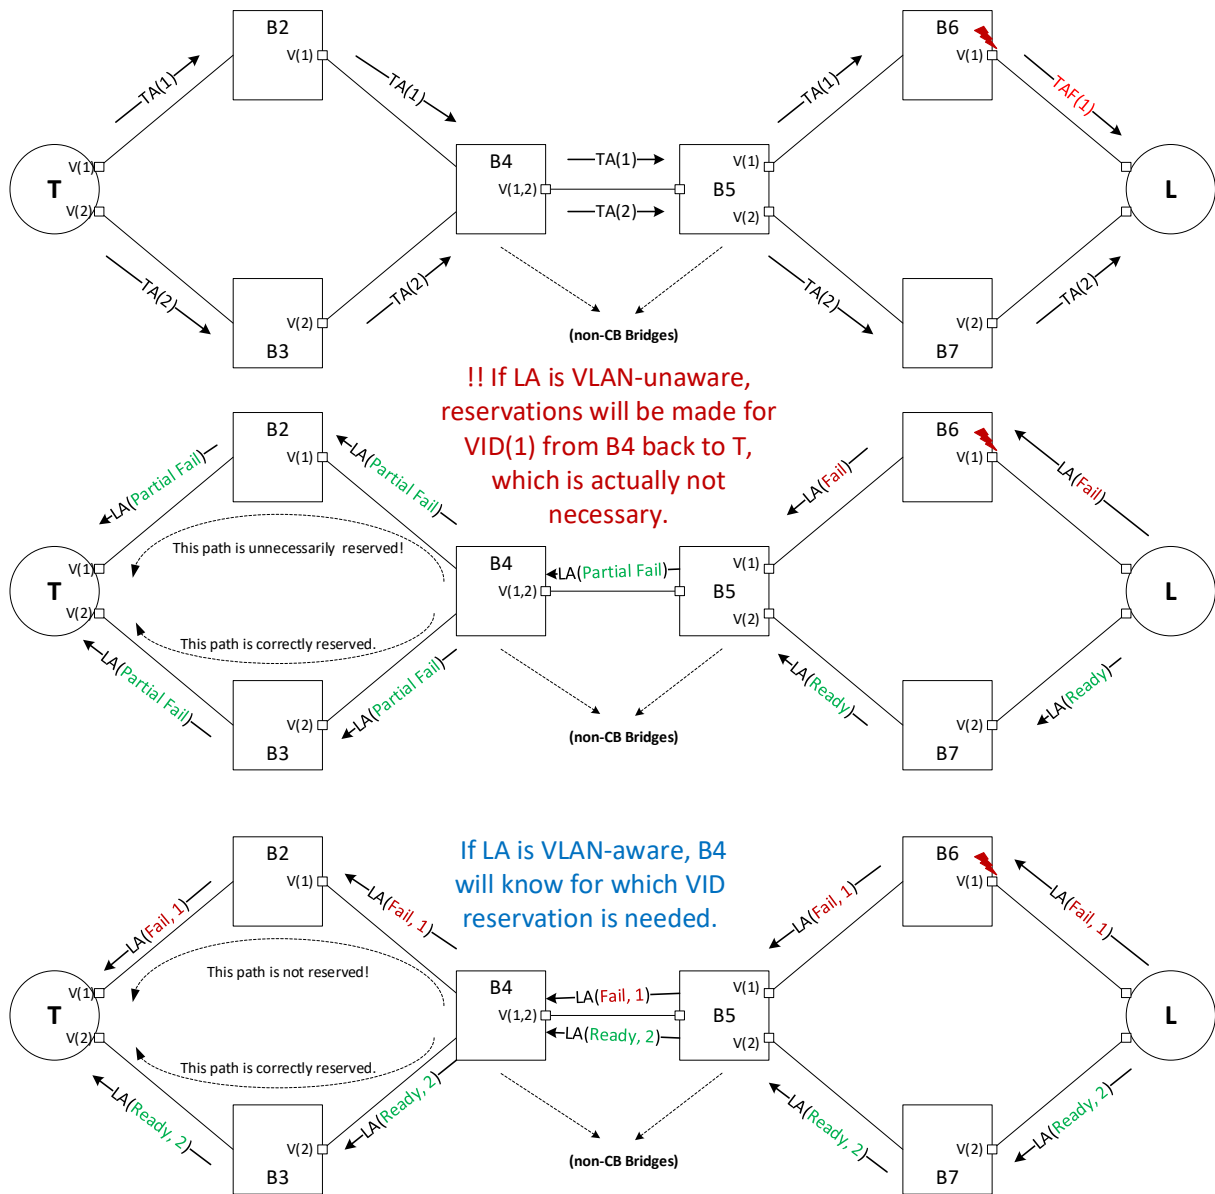 B2
V(1)
TA(1)
TA(1)
B6
V(1)
TA(1)
TAF(1)
V(1)
T
V(2)
B4
V(1,2)
TA(1)
TA(2)
V(1)
B5
V(2)
L
TA(2)
V(2)
B3
TA(2)
TA(2)
V(2)
B7
TA(2)
(non-CB Bridges)
!! If LA is VLAN-unaware,
reservations will be made for
VID(1) from B4 back to T,
which is actually not
necessary.
B2
V(1)
LA(Partial Fail)
LA(Partial Fail)
B6
V(1)
LA(Fail)
LA(Fail)
This path is unnecessarily reserved!
V(1)
T
V(2)
B4
V(1,2)
LA(Partial Fail)
V(1)
B5
V(2)
L
This path is correctly reserved.
LA(Partial Fail)
V(2)
B3
LA(Partial Fail)
LA(Ready)
V(2)
B7
LA(Ready)
(non-CB Bridges)
If LA is VLAN-aware, B4
will know for which VID
reservation is needed.
B2
V(1)
LA(Fail, 1)
LA(Fail, 1)
B6
V(1)
LA(Fail, 1)
LA(Fail, 1)
This path is not reserved!
V(1)
T
V(2)
B4
V(1,2)
LA(Fail, 1)
LA(Ready, 2)
V(1)
B5
V(2)
L
This path is correctly reserved.
LA(Ready, 2)
V(2)
B3
LA(Ready, 2)
LA(Ready, 2)
V(2)
B7
LA(Ready, 2)
(non-CB Bridges)